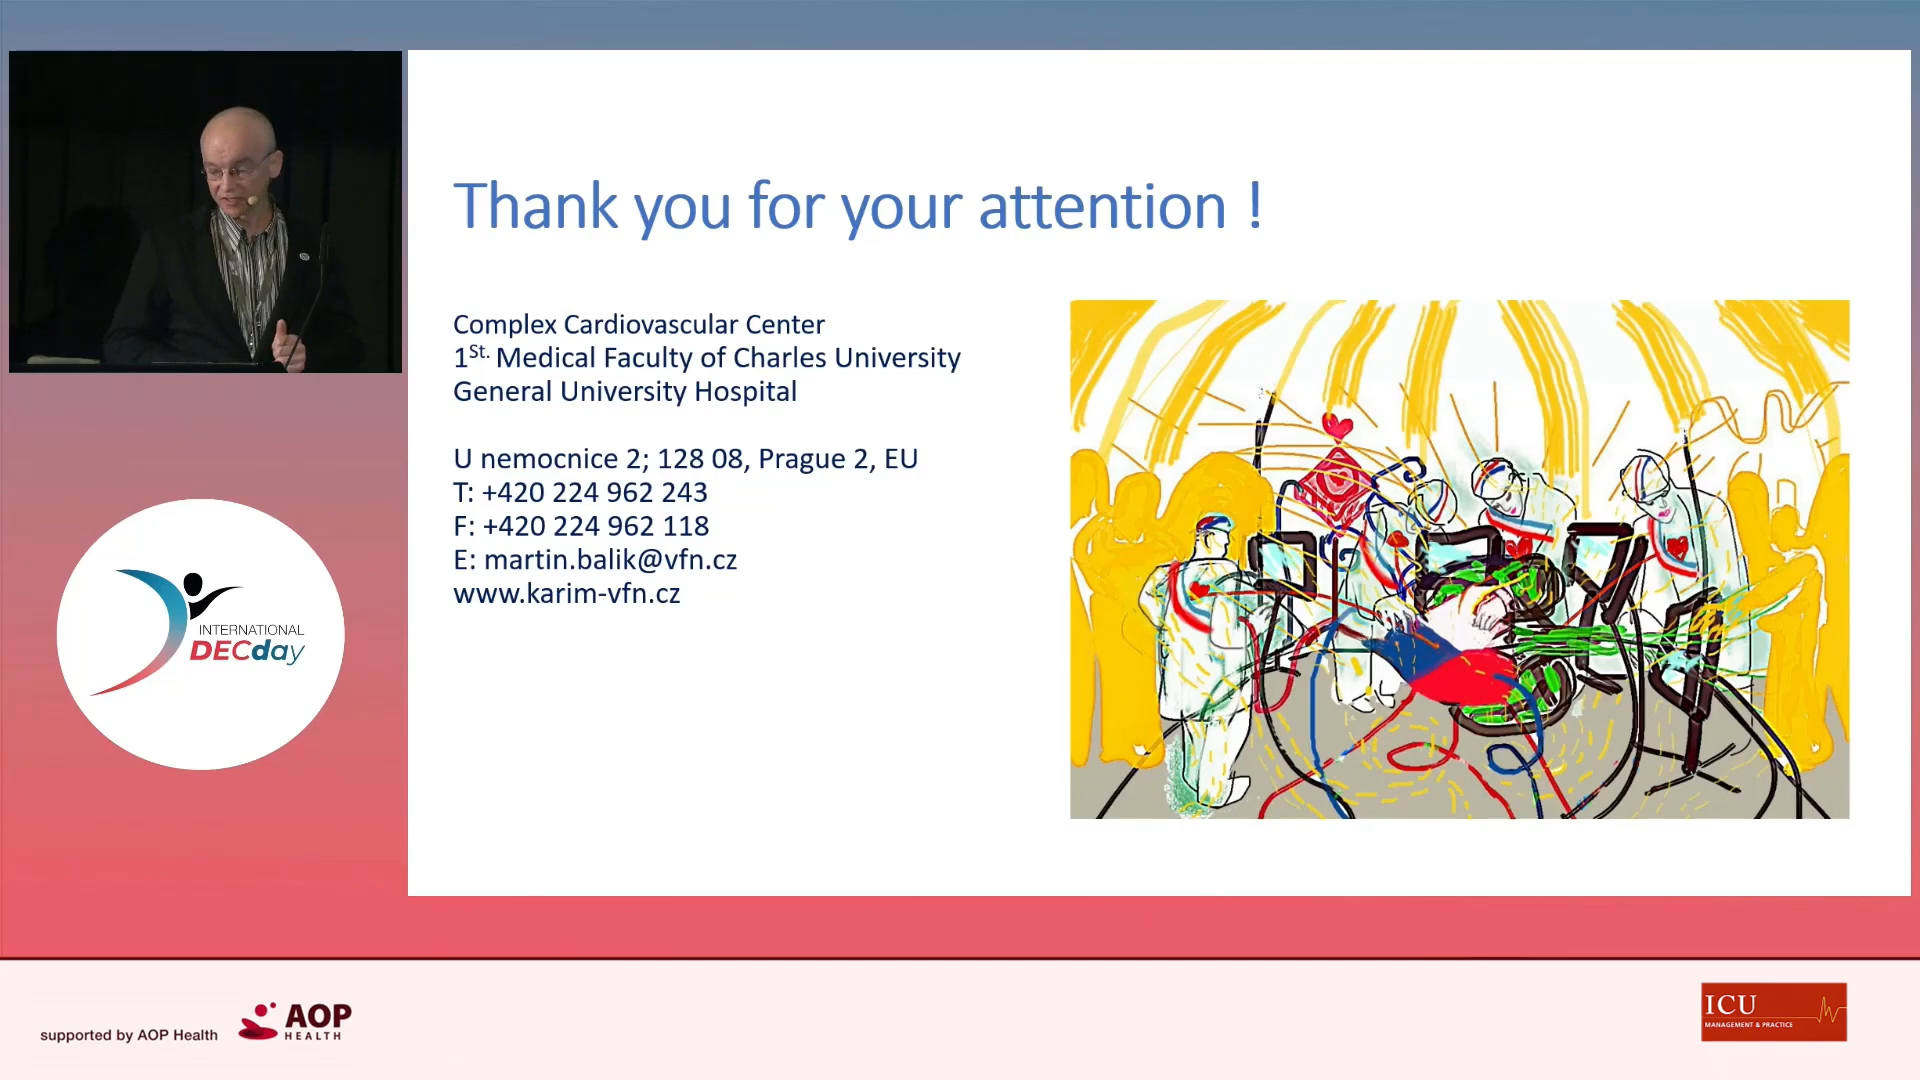 Thank you for your attention !
Complex Cardiovascular Center
1St. Medical Faculty of Charles University
General University Hospital
U nemocnice 2; 128 08, Prague 2, EU
T: +420 224 962 243
F: +420 224 962 118
E: martin.balik@vfn.cz
www.karim-vfn.cz
INTERNATIONAL
DECday
supported by AOP Health
AOP
HEALTH
ICU
MANAGEMENT & PRACTICE